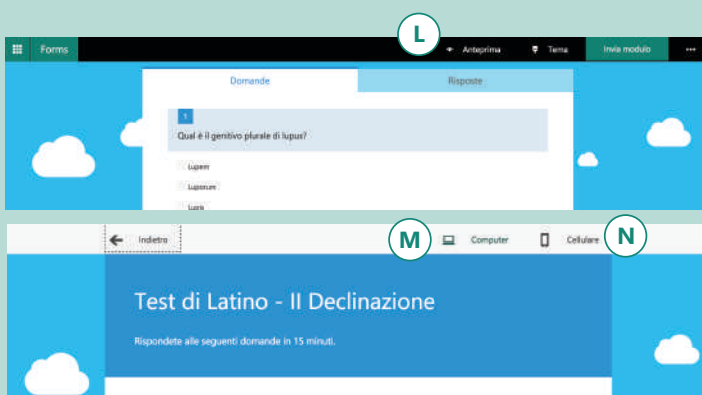 L
Forms Anteprima Tema Invia modulo
Domande Risposte
1
Qual è il genitivo plurale di lupus?
Lupem
Luporum
Lupis
M N
Indietro Computer Cellulare
Test di Latino - II Declinazione
Rispondete alle seguenti domande in 15 minuti.